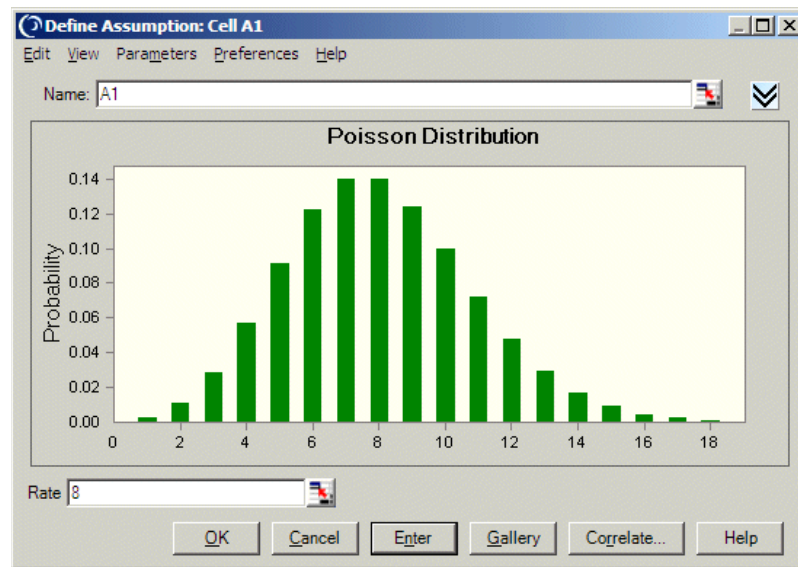 Define Assumption: Cell A1
Edit View Parameters Preferences Help
Name: A1
Poisson Distribution
Probability
0.14
0.12
0.10
0.08
0.06
0.04
0.02
0.00
0 2 4 6 8 10 12 14 16 18
Rate 8
OK Cancel Enter Gallery Correlate... Help